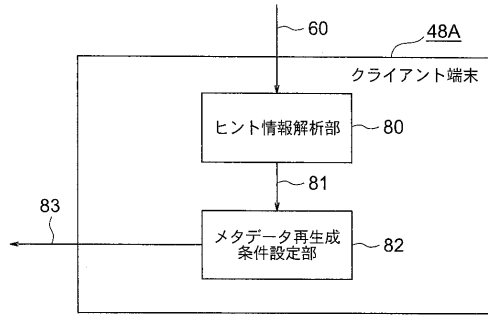 60
48A
クライアント端末
ヒント情報解析部
80
81
83
メタデータ再生成
条件設定部
82